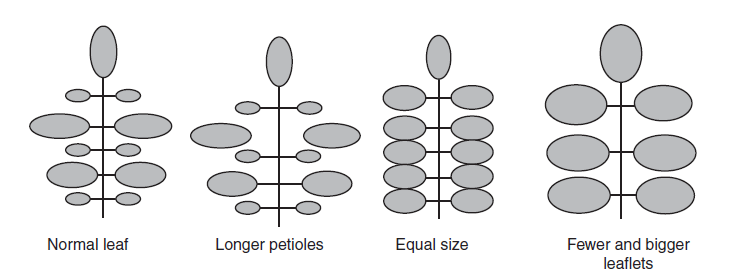 Normal leaf
Longer petioles
Equal size
Fewer and bigger
leaflets